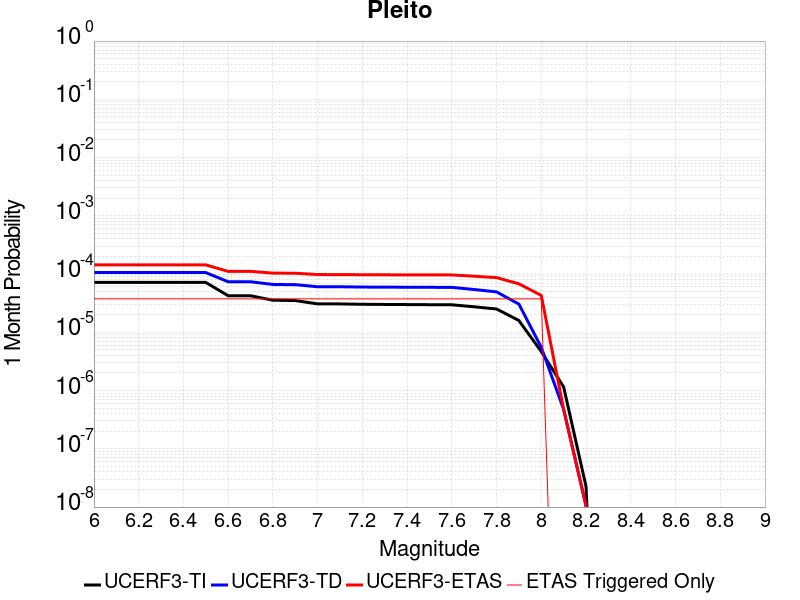 Pleito
10^0
10^-1
10^-2
10^-3
10^-4
10^-5
10^-6
10^-7
10^-8
1 Month Probability
6 6.2 6.4 6.6 6.8 7 7.2 7.4 7.6 7.8 8 8.2 8.4 8.6 8.8 9
Magnitude
UCERF3-TI UCERF3-TD UCERF3-ETAS ETAS Triggered Only